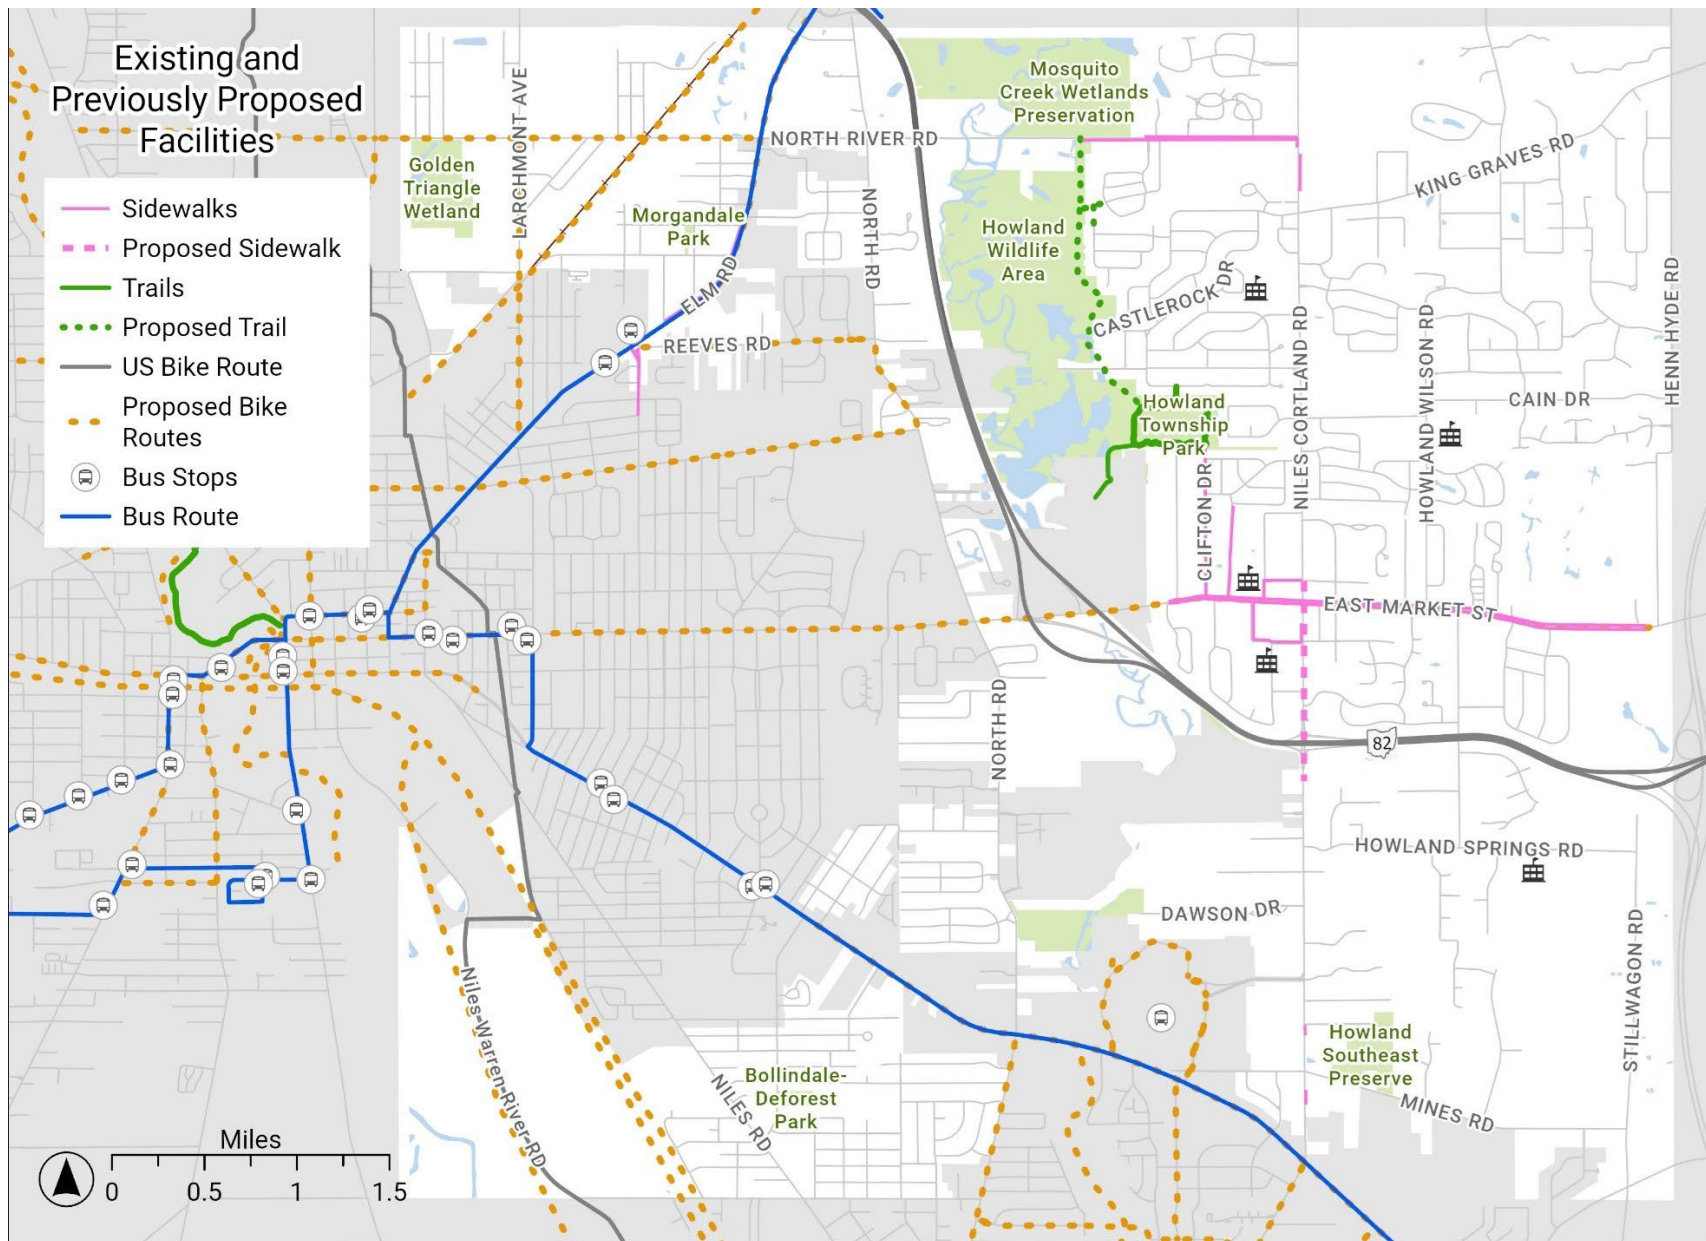 Existing and
Previously Proposed
Facilities
Sidewalks
Proposed Sidewalk
Trails
Proposed Trail
US Bike Route
Proposed Bike
Routes
Bus Stops
Bus Route
LARCHMONT AVE
Golden
Triangle
Wetland
Morgandale
Park
ELM RD
REEVES RD
NORTH RIVER RD
NORTH RD
Mosquito
Creek Wetlands
Preservation
Howland
Wildlife
Area
KING GRAVES RD
CASTLEROCK DR
Howland
Township
Park
CLIFTON DR
NILES CORTLAND RD
HOWLAND WILSON RD
CAIN DR
HENN HYDE RD
EAST MARKET ST
NORTH RD
82
HOWLAND SPRINGS RD
DAWSON DR
STILLWAGON RD
Howland
Southeast
Preserve
MINES RD
Niles-Warren-River-RD
NILES RD
Bollindale-
Deforest
Park
Miles
0 0.5 1 1.5